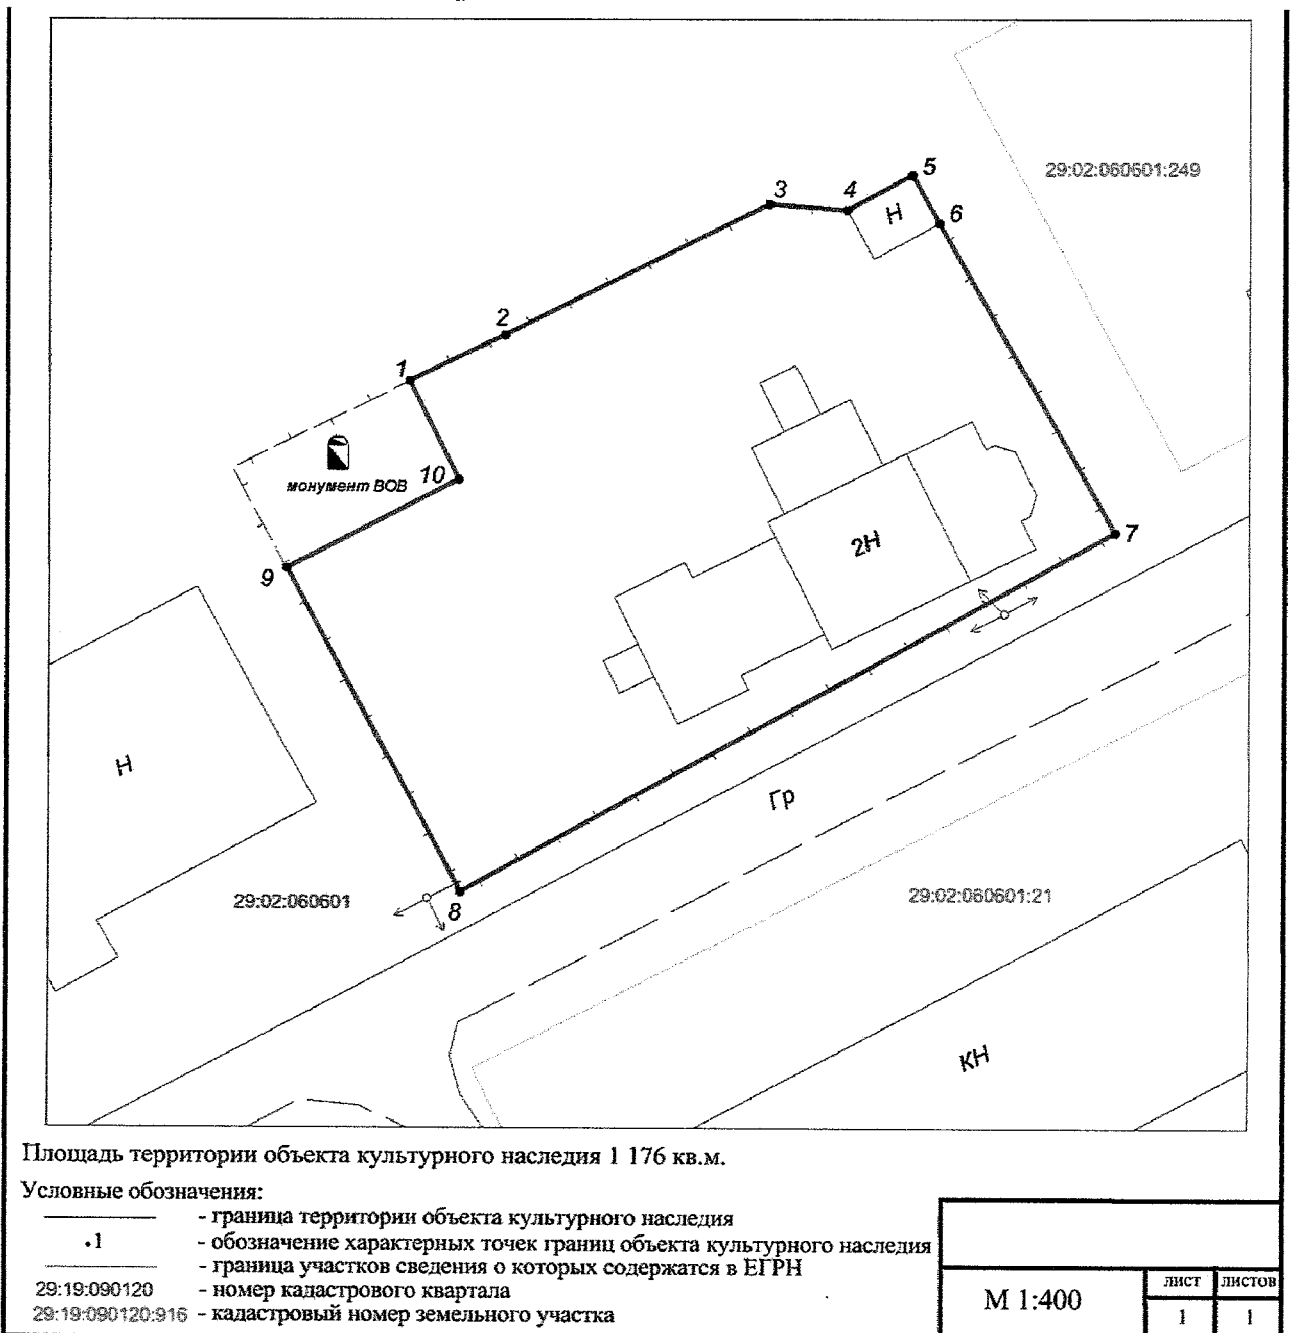 29:02:060601:249
5
3
4
Н
6
2
1
10
монумент ВОВ
7
2Н
9
Н
Гр
29:02:060601
8
29:02:060601:21
КН
Площадь территории объекта культурного наследия 1 176 кв.м.
Условные обозначения:
- граница территории объекта культурного наследия
.1 - обозначение характерных точек границ объекта культурного наследия
- граница участков сведения о которых содержатся в ЕГРН
29:19:090120 - номер кадастрового квартала
29:19:090120:916 - кадастровый номер земельного участка
М 1:400
лист листов
1 1